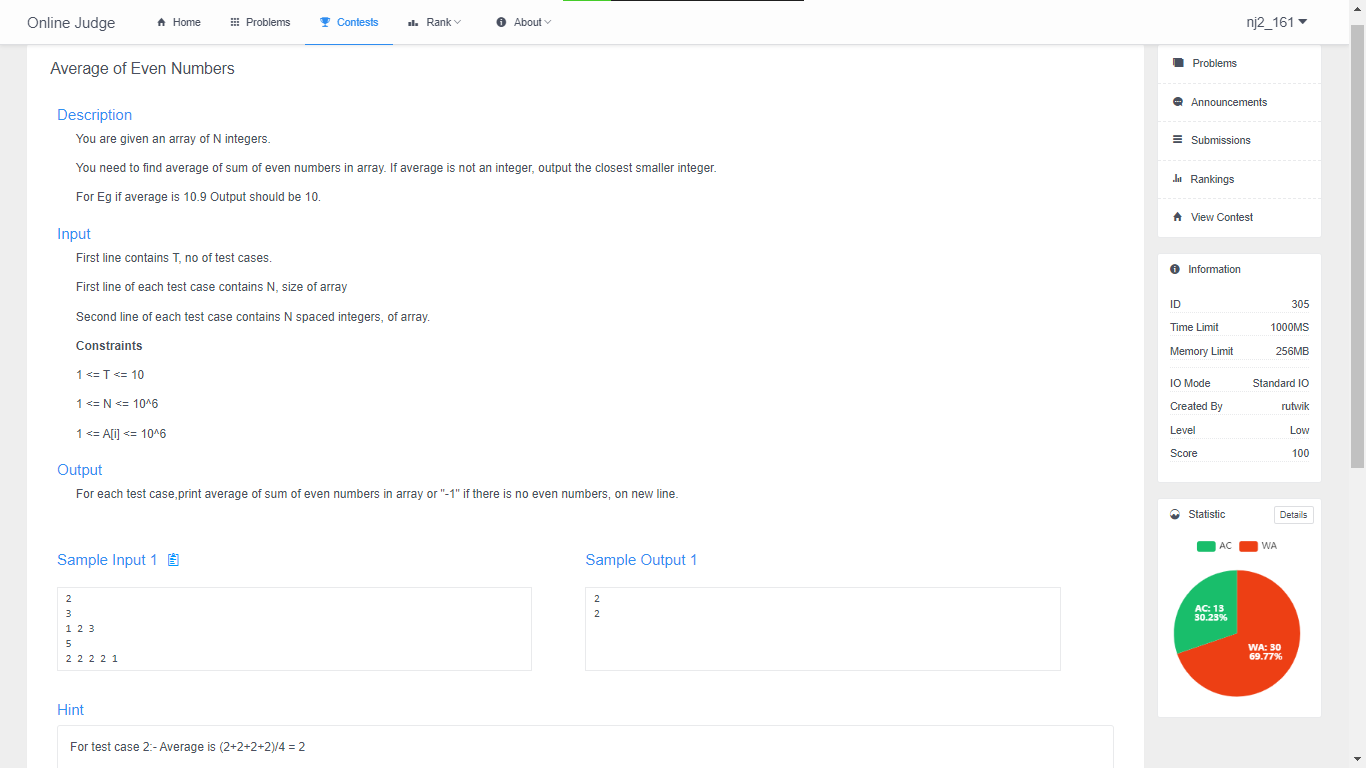 Online Judge
Home
Problems
Contests
Rank
About
nj2_161
Average of Even Numbers
Description
You are given an array of N integers.
You need to find average of sum of even numbers in array. If average is not an integer, output the closest smaller integer.
For Eg if average is 10.9 Output should be 10.
Input
First line contains T, no of test cases.
First line of each test case contains N, size of array
Second line of each test case contains N spaced integers, of array.
Constraints
1 <= T <= 10
1 <= N <= 10^6
1 <= A[i] <= 10^6
Output
For each test case,print average of sum of even numbers in array or "-1" if there is no even numbers, on new line.
Sample Input 1
2
3
1 2 3
5
2 2 2 2 1
Sample Output 1
2
2
Hint
For test case 2:- Average is (2+2+2+2)/4 = 2
Problems
Announcements
Submissions
Rankings
View Contest
Information
ID 305
Time Limit 1000MS
Memory Limit 256MB
IO Mode Standard IO
Created By rutwik
Level Low
Score 100
Statistic Details
AC WA
AC: 13
30.23%
WA: 30
69.77%